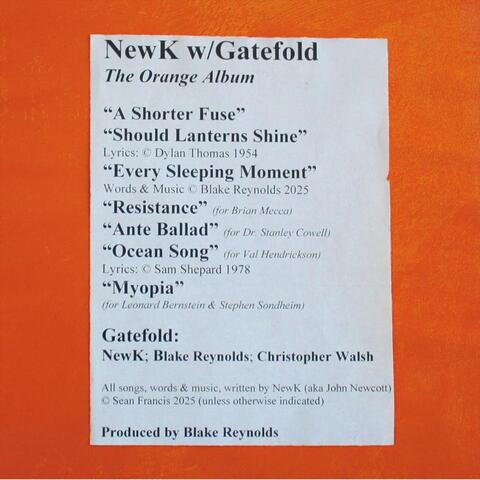 NewK w/Gatefold
The Orange Album
“A Shorter Fuse”
“Should Lanterns Shine”
Lyrics: © Dylan Thomas 1954
“Every Sleeping Moment”
Words & Music © Blake Reynolds 2025
“Resistance” (for Brian Mecca)
“Ante Ballad” (for Dr. Stanley Cowell)
“Ocean Song” (for Val Hendrickson)
Lyrics: © Sam Shepard 1978
“Myopia”
(for Leonard Bernstein & Stephen Sondheim)
Gatefold:
NewK; Blake Reynolds; Christopher Walsh
All songs, words & music, written by NewK (aka John Newcott)
© Sean Francis 2025 (unless otherwise indicated)
Produced by Blake Reynolds